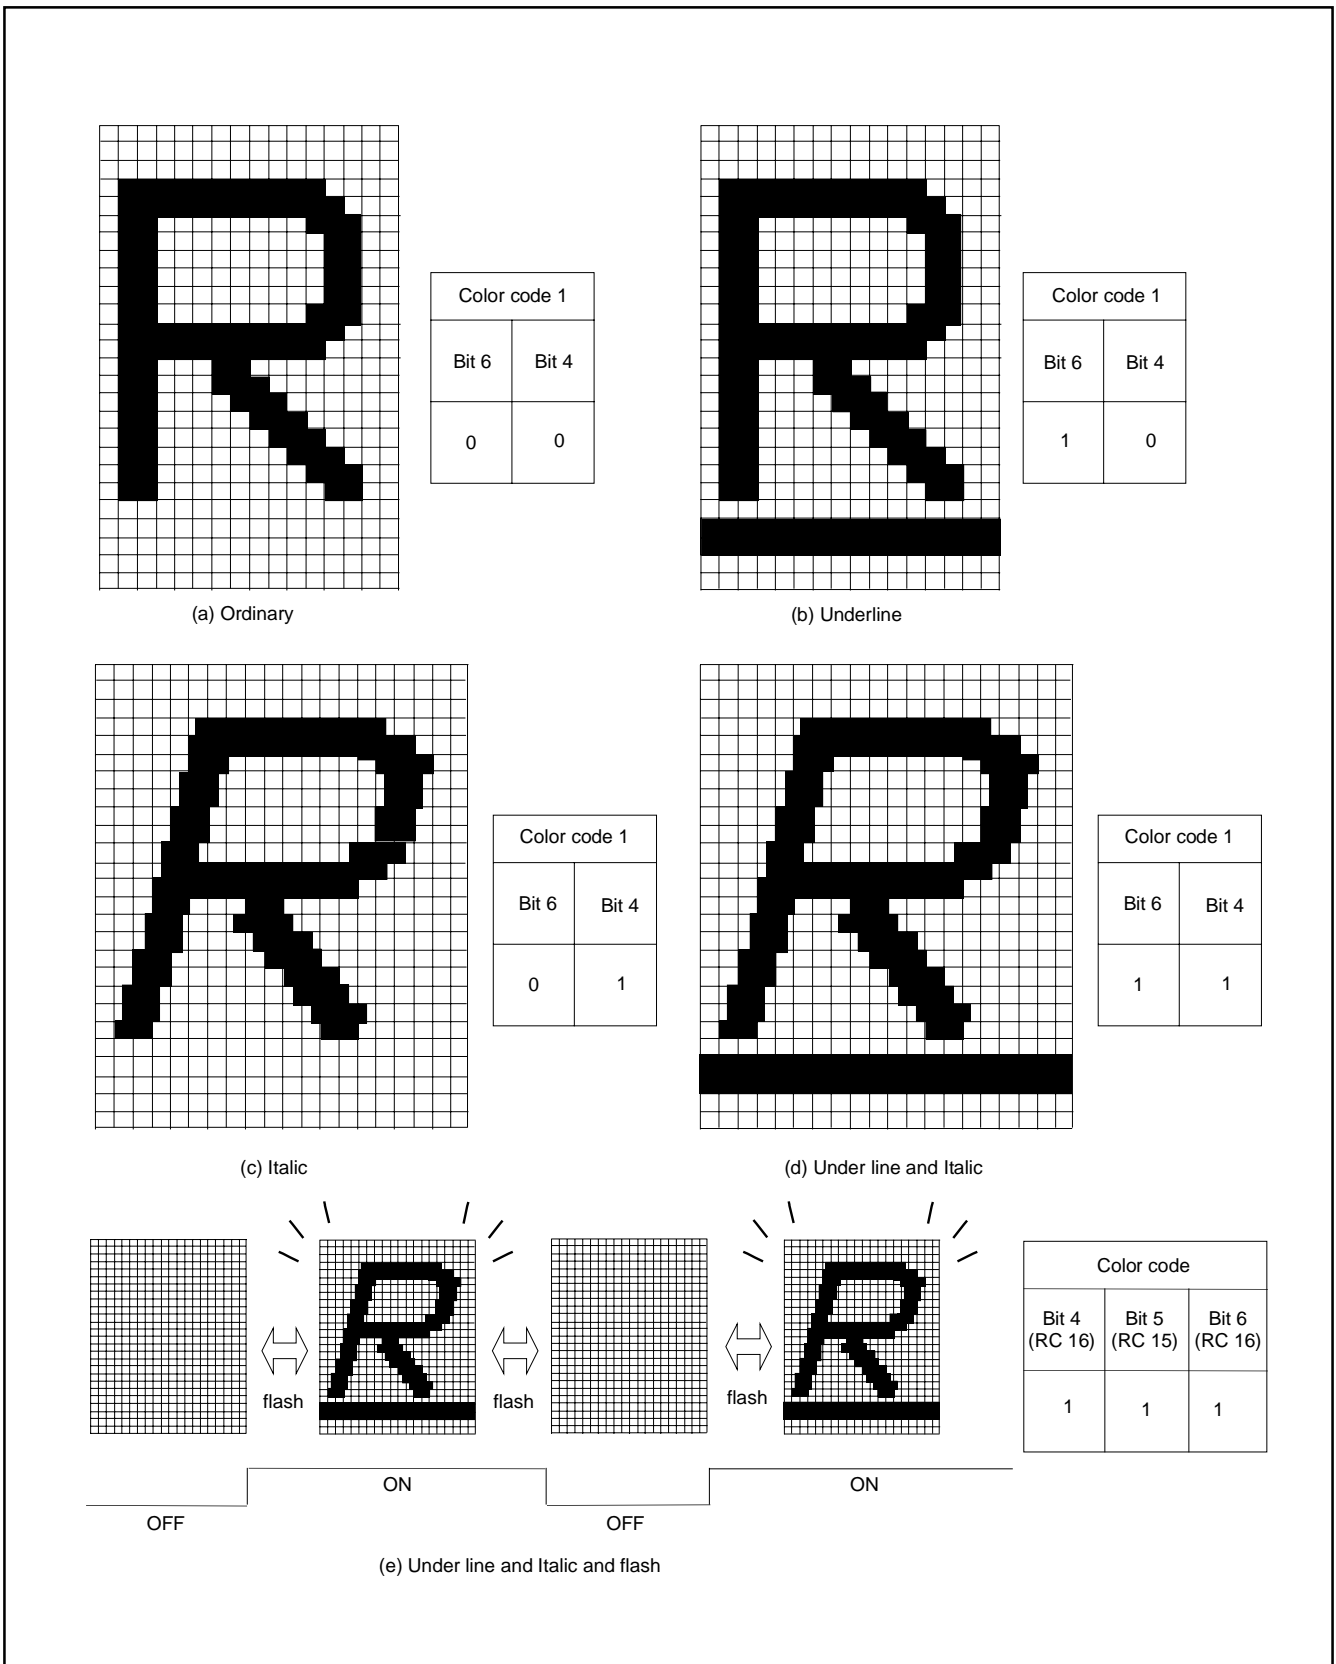 Color code 1
Bit 6 Bit 4
0 0
(a) Ordinary
Color code 1
Bit 6 Bit 4
1 0
(b) Underline
Color code 1
Bit 6 Bit 4
0 1
(c) Italic
Color code 1
Bit 6 Bit 4
1 1
(d) Under line and Italic
flash
flash
flash
Color code
Bit 4 Bit 5 Bit 6
(RC 16) (RC 15) (RC 16)
1 1 1
OFF
ON
OFF
ON
(e) Under line and Italic and flash